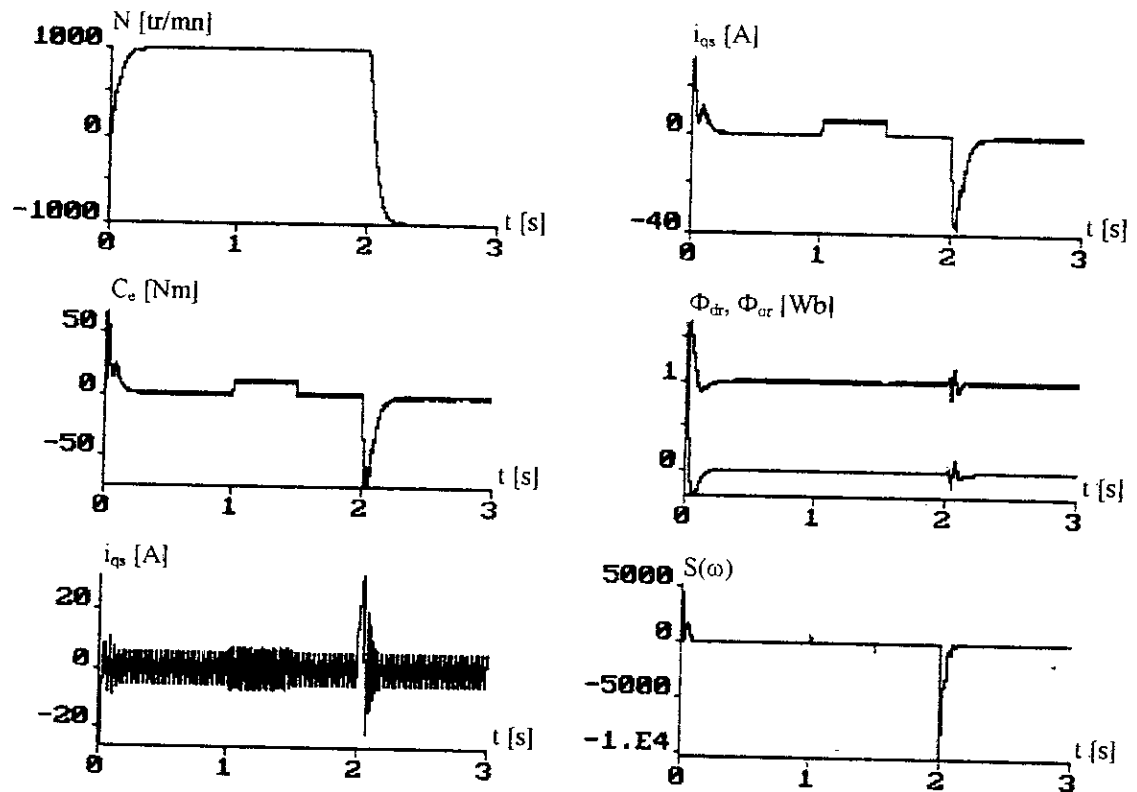 N [tr/mn]
1000
0
-1000
0 1 2 3
t [s]
i_qs [A]
0
-40
0 1 2 3
t [s]
C_e [Nm]
50
0
-50
0 1 2 3
t [s]
Φ_dr, Φ_qr [Wb]
1
0
0 1 2 3
t [s]
i_qs [A]
20
0
-20
0 1 2 3
t [s]
S(ω)
5000
0
-5000
-1.E4
0 1 2 3
t [s]